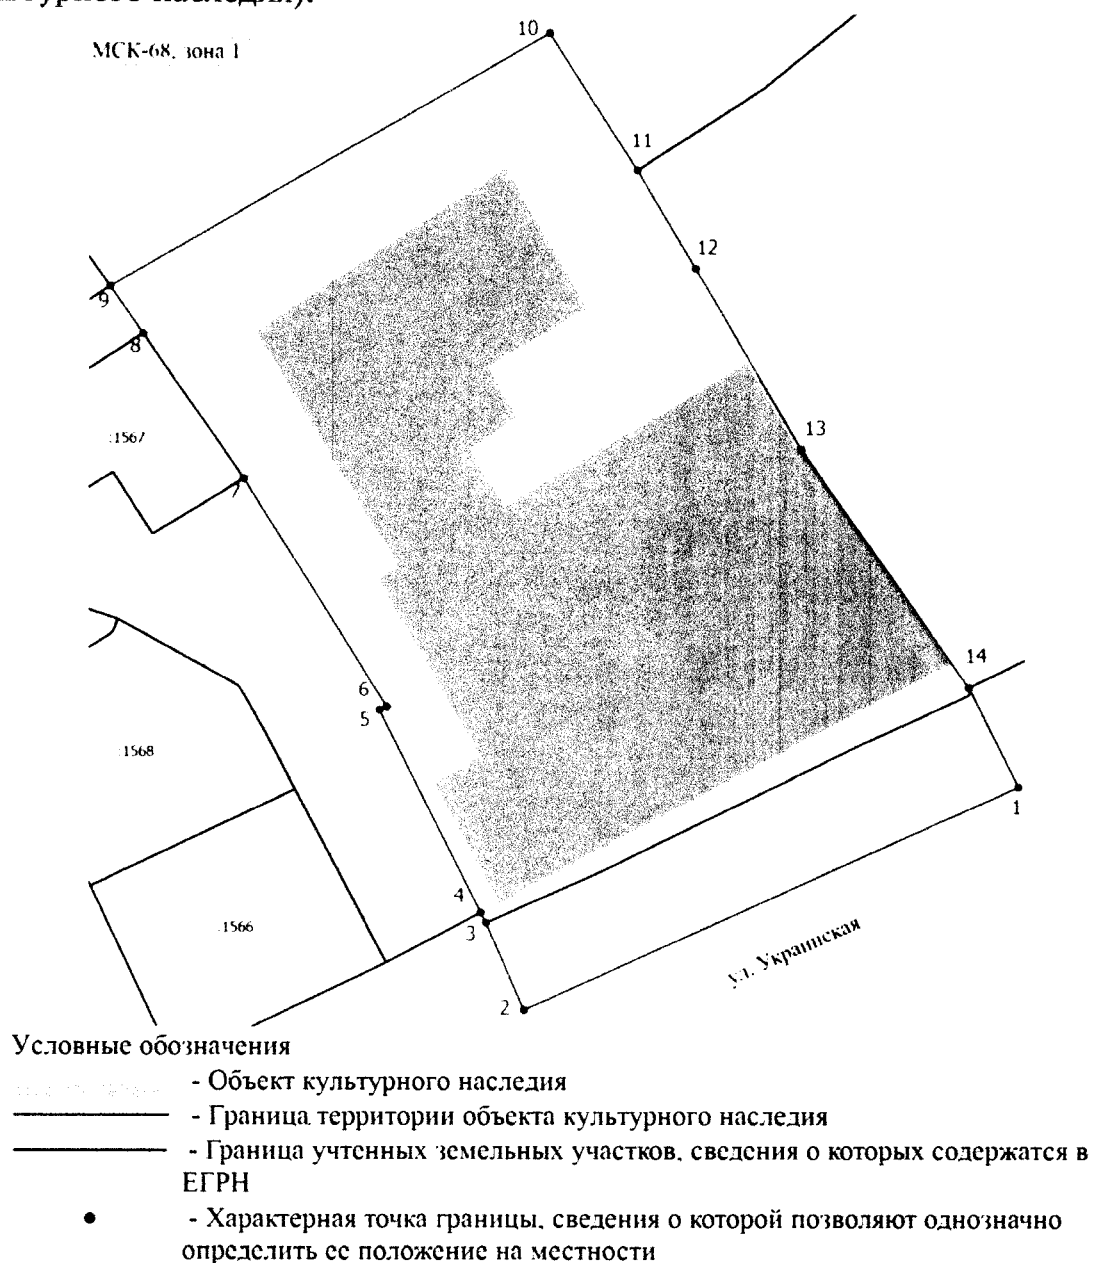 МСК-68, зона 1
10
11
12
9
8
:1567
13
7
14
6
5
:1568
1
4
:1566
3
ул. Украинская
2
Условные обозначения
- Объект культурного наследия
- Граница территории объекта культурного наследия
- Граница учтенных земельных участков, сведения о которых содержатся в
ЕГРН
- Характерная точка границы, сведения о которой позволяют однозначно
определить ее положение на местности